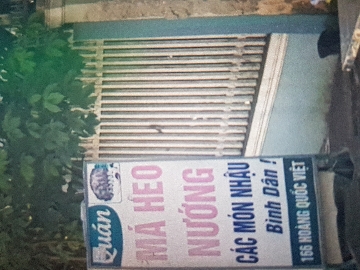 Quán
MÁ HEO
NƯỚNG
CÁC MÓN NHẬU
Bình Dân !
166 HOÀNG QUỐC VIỆT